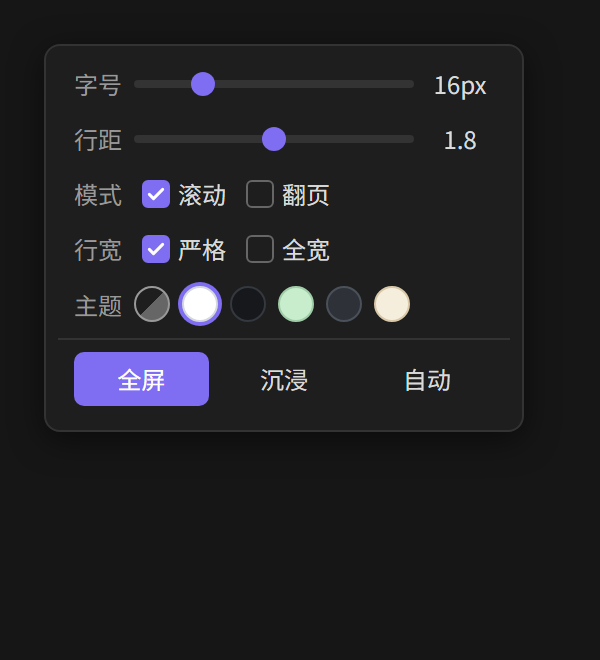 字号 16px
行距 1.8
模式 滚动 翻页
行宽 严格 全宽
主题
全屏 沉浸 自动